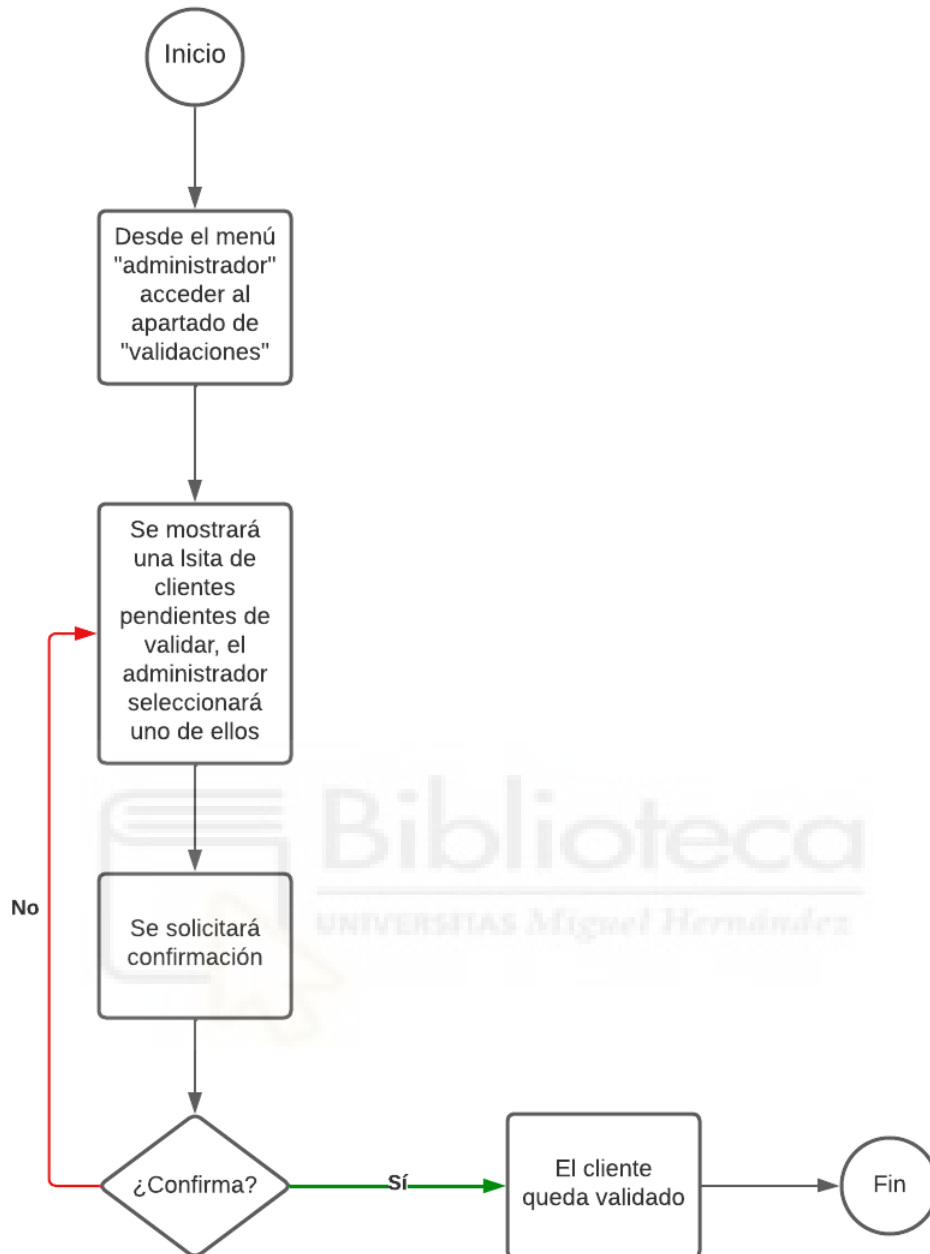 Inicio
Desde el menú
"administrador"
acceder al
apartado de
"validaciones"
Se mostrará
una lsita de
clientes
pendientes de
validar, el
administrador
seleccionará
uno de ellos
Biblioteca
UNIVERSITAS Miguel Hernández
No
Se solicitará
confirmación
¿Confirma?
Sí
El cliente
queda validado
Fin